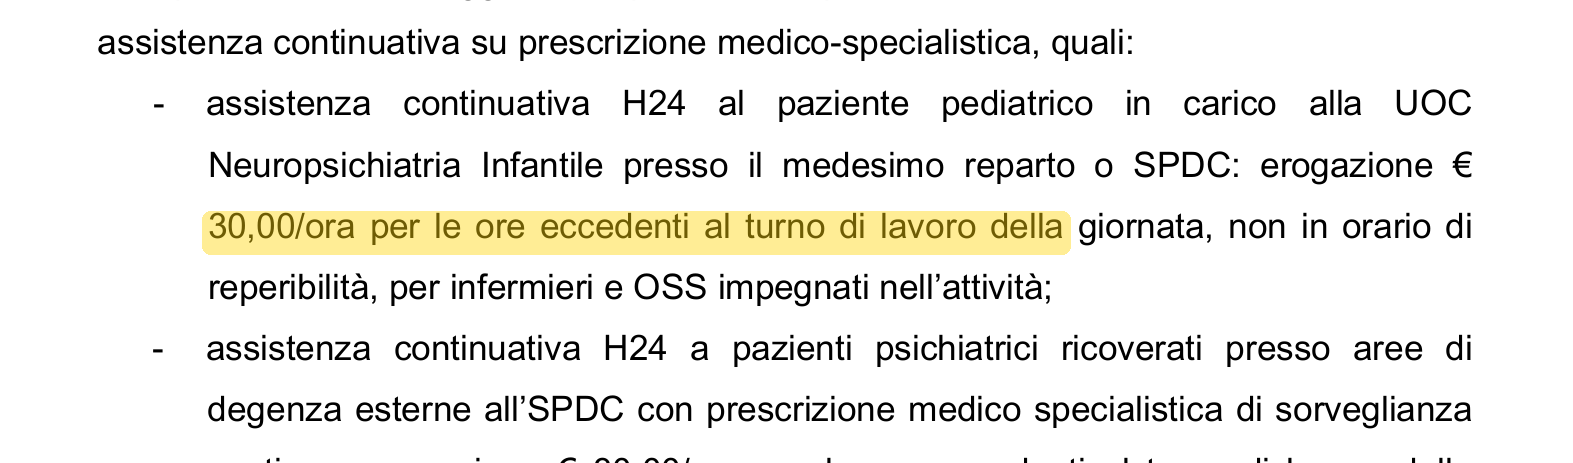 assistenza continuativa su prescrizione medico-specialistica, quali:
- assistenza continuativa H24 al paziente pediatrico in carico alla UOC
Neuropsichiatria Infantile presso il medesimo reparto o SPDC: erogazione €
30,00/ora per le ore eccedenti al turno di lavoro della giornata, non in orario di
reperibilità, per infermieri e OSS impegnati nell’attività;
- assistenza continuativa H24 a pazienti psichiatrici ricoverati presso aree di
degenza esterne all’SPDC con prescrizione medico specialistica di sorveglianza